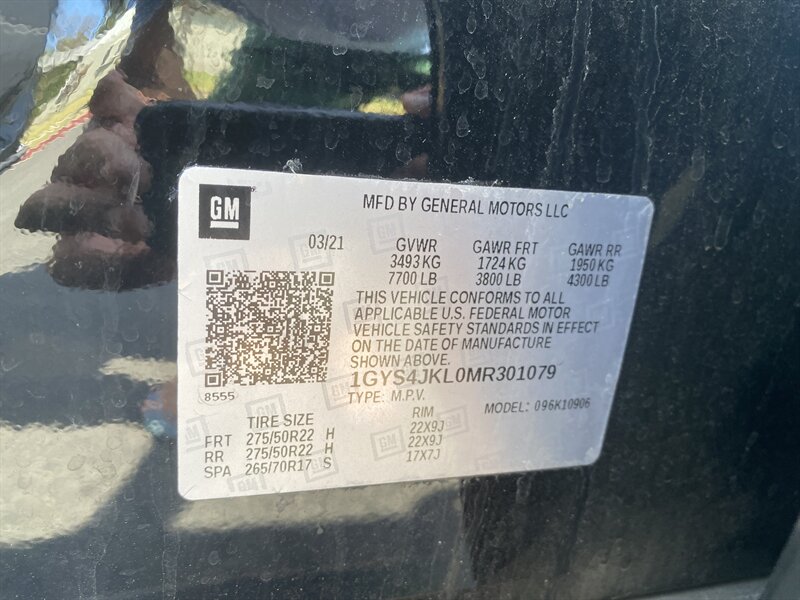 GM
MFD BY GENERAL MOTORS LLC
03/21 GVWR GAWR FRT GAWR RR
3493 KG 1724 KG 1950 KG
7700 LB 3800 LB 4300 LB
THIS VEHICLE CONFORMS TO ALL
APPLICABLE U.S. FEDERAL MOTOR
VEHICLE SAFETY STANDARDS IN EFFECT
ON THE DATE OF MANUFACTURE
SHOWN ABOVE.
1GYS4JKL0MR301079
8555 TYPE: M.P.V. MODEL: 096K10906
TIRE SIZE RIM
FRT 275/50R22 H 22X9J
RR 275/50R22 H 22X9J
SPA 265/70R17 S 17X7J